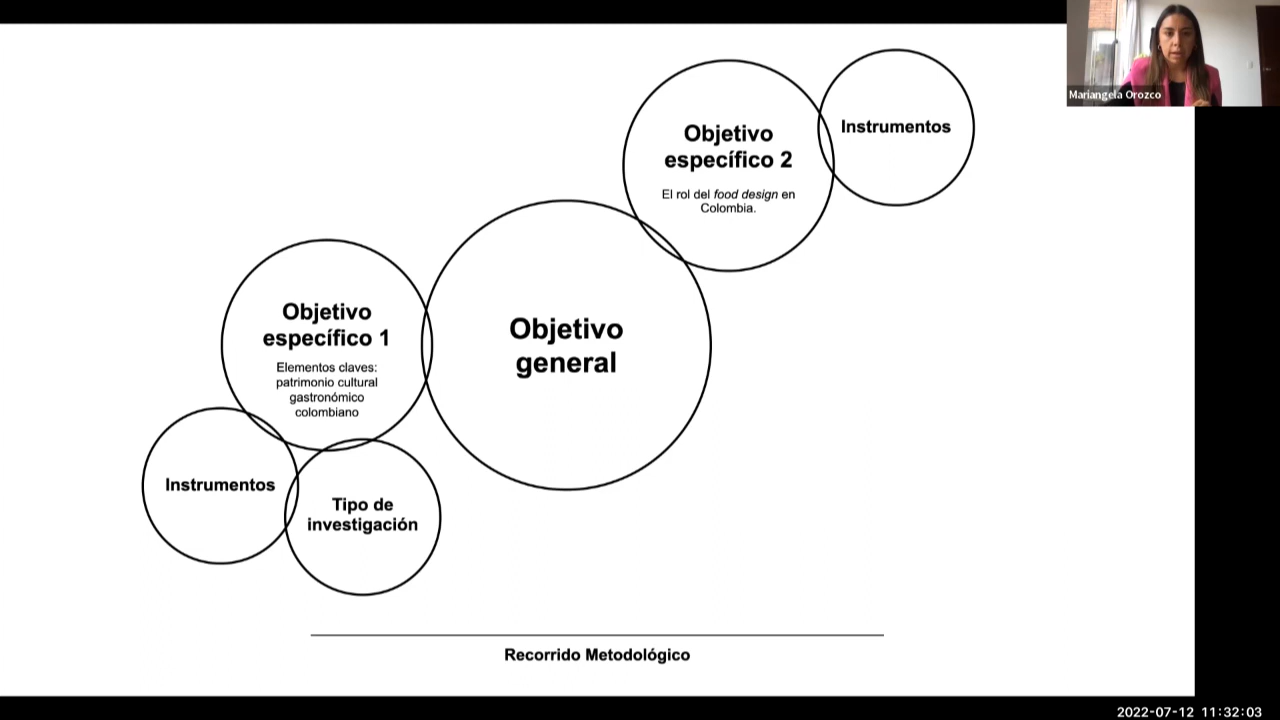 Mariangela Orozco
Objetivo
específico 2
El rol del food design en
Colombia.
Instrumentos
Objetivo
específico 1
Elementos claves:
patrimonio cultural
gastronómico
colombiano
Objetivo
general
Instrumentos
Tipo de
investigación
Recorrido Metodológico
2022-07-12 11:32:03